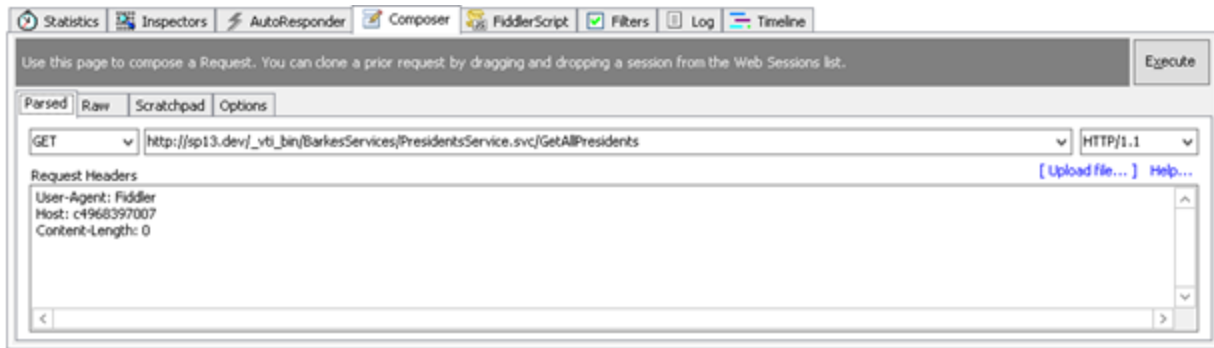 Statistics Inspectors AutoResponder Composer FiddlerScript Filters Log Timeline
Use this page to compose a Request. You can clone a prior request by dragging and dropping a session from the Web Sessions list. Execute
Parsed Raw Scratchpad Options
GET http://sp13.dev/_vti_bin/BarkesServices/PresidentsService.svc/GetAllPresidents HTTP/1.1
Request Headers [ Upload file... ] Help...
User-Agent: Fiddler
Host: c4968397007
Content-Length: 0